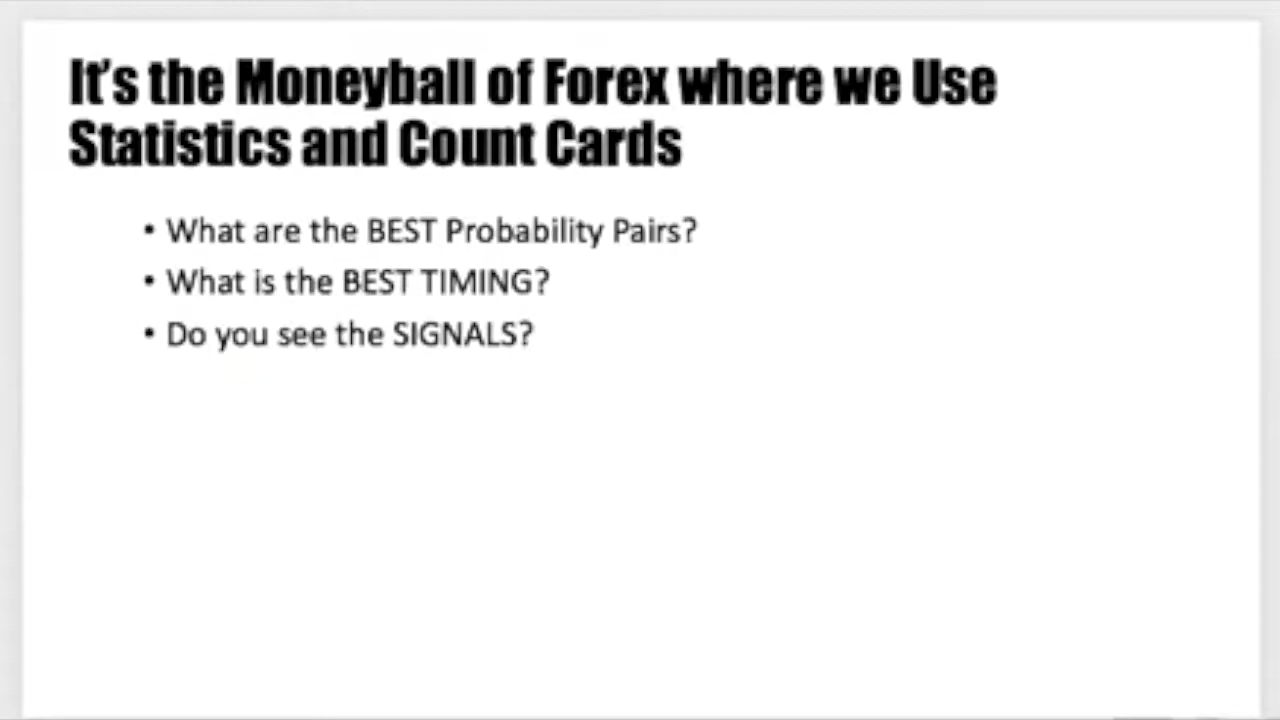 It's the Moneyball of Forex where we Use
Statistics and Count Cards
• What are the BEST Probability Pairs?
• What is the BEST TIMING?
• Do you see the SIGNALS?